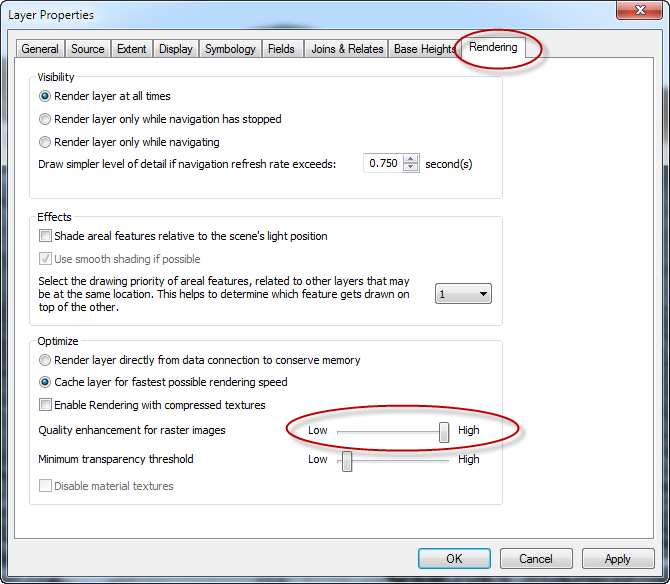 Layer Properties
General Source Extent Display Symbology Fields Joins & Relates Base Heights Rendering
Visibility
Render layer at all times
Render layer only while navigation has stopped
Render layer only while navigating
Draw simpler level of detail if navigation refresh rate exceeds: 0.750 second(s)
Effects
Shade areal features relative to the scene's light position
Use smooth shading if possible
Select the drawing priority of areal features, related to other layers that may
be at the same location. This helps to determine which feature gets drawn on
top of the other.
1
Optimize
Render layer directly from data connection to conserve memory
Cache layer for fastest possible rendering speed
Enable Rendering with compressed textures
Quality enhancement for raster images Low High
Minimum transparency threshold Low High
Disable material textures
OK Cancel Apply